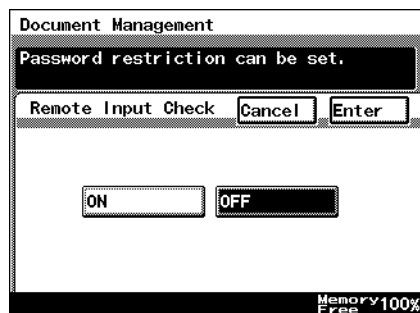 Document Management
Password restriction can be set.
Remote Input Check Cancel Enter
ON OFF
Memory Free 100%